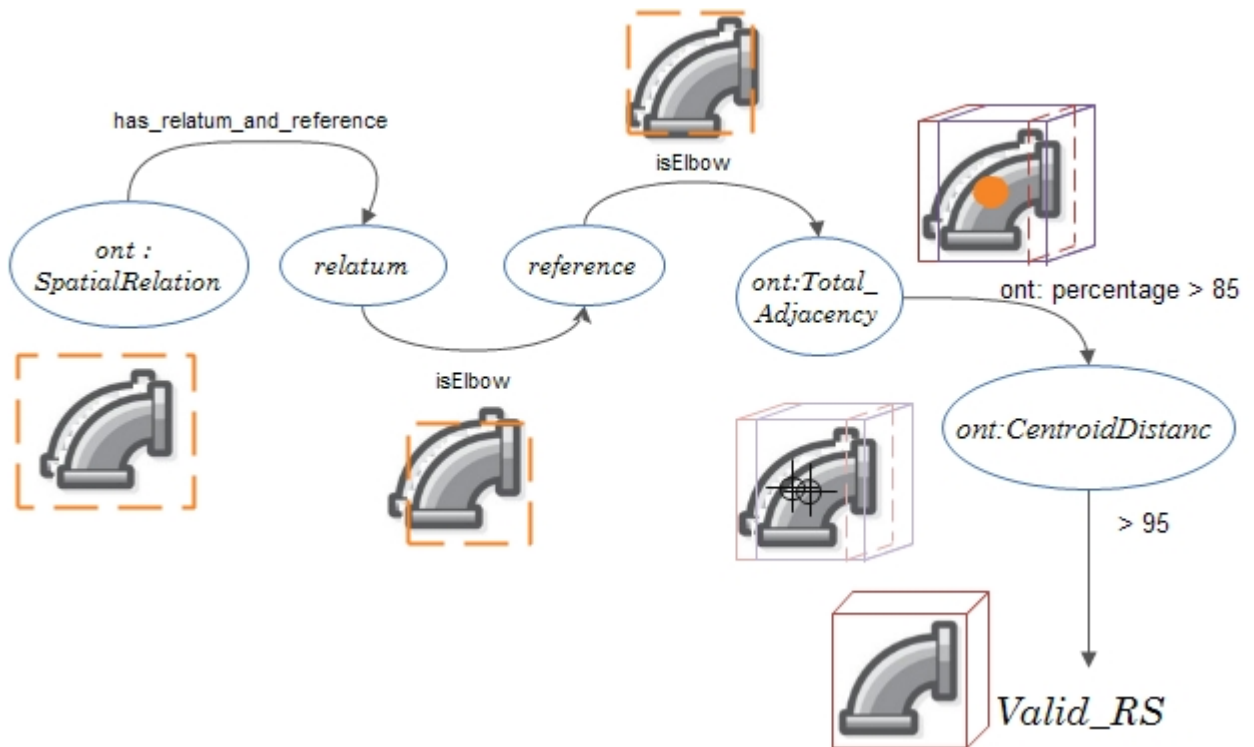 has_relatum_and_reference
isElbow
ont :
SpatialRelation
relatum
reference
ont:Total_
Adjacency
ont: percentage > 85
isElbow
ont:CentroidDistanc
> 95
Valid_RS